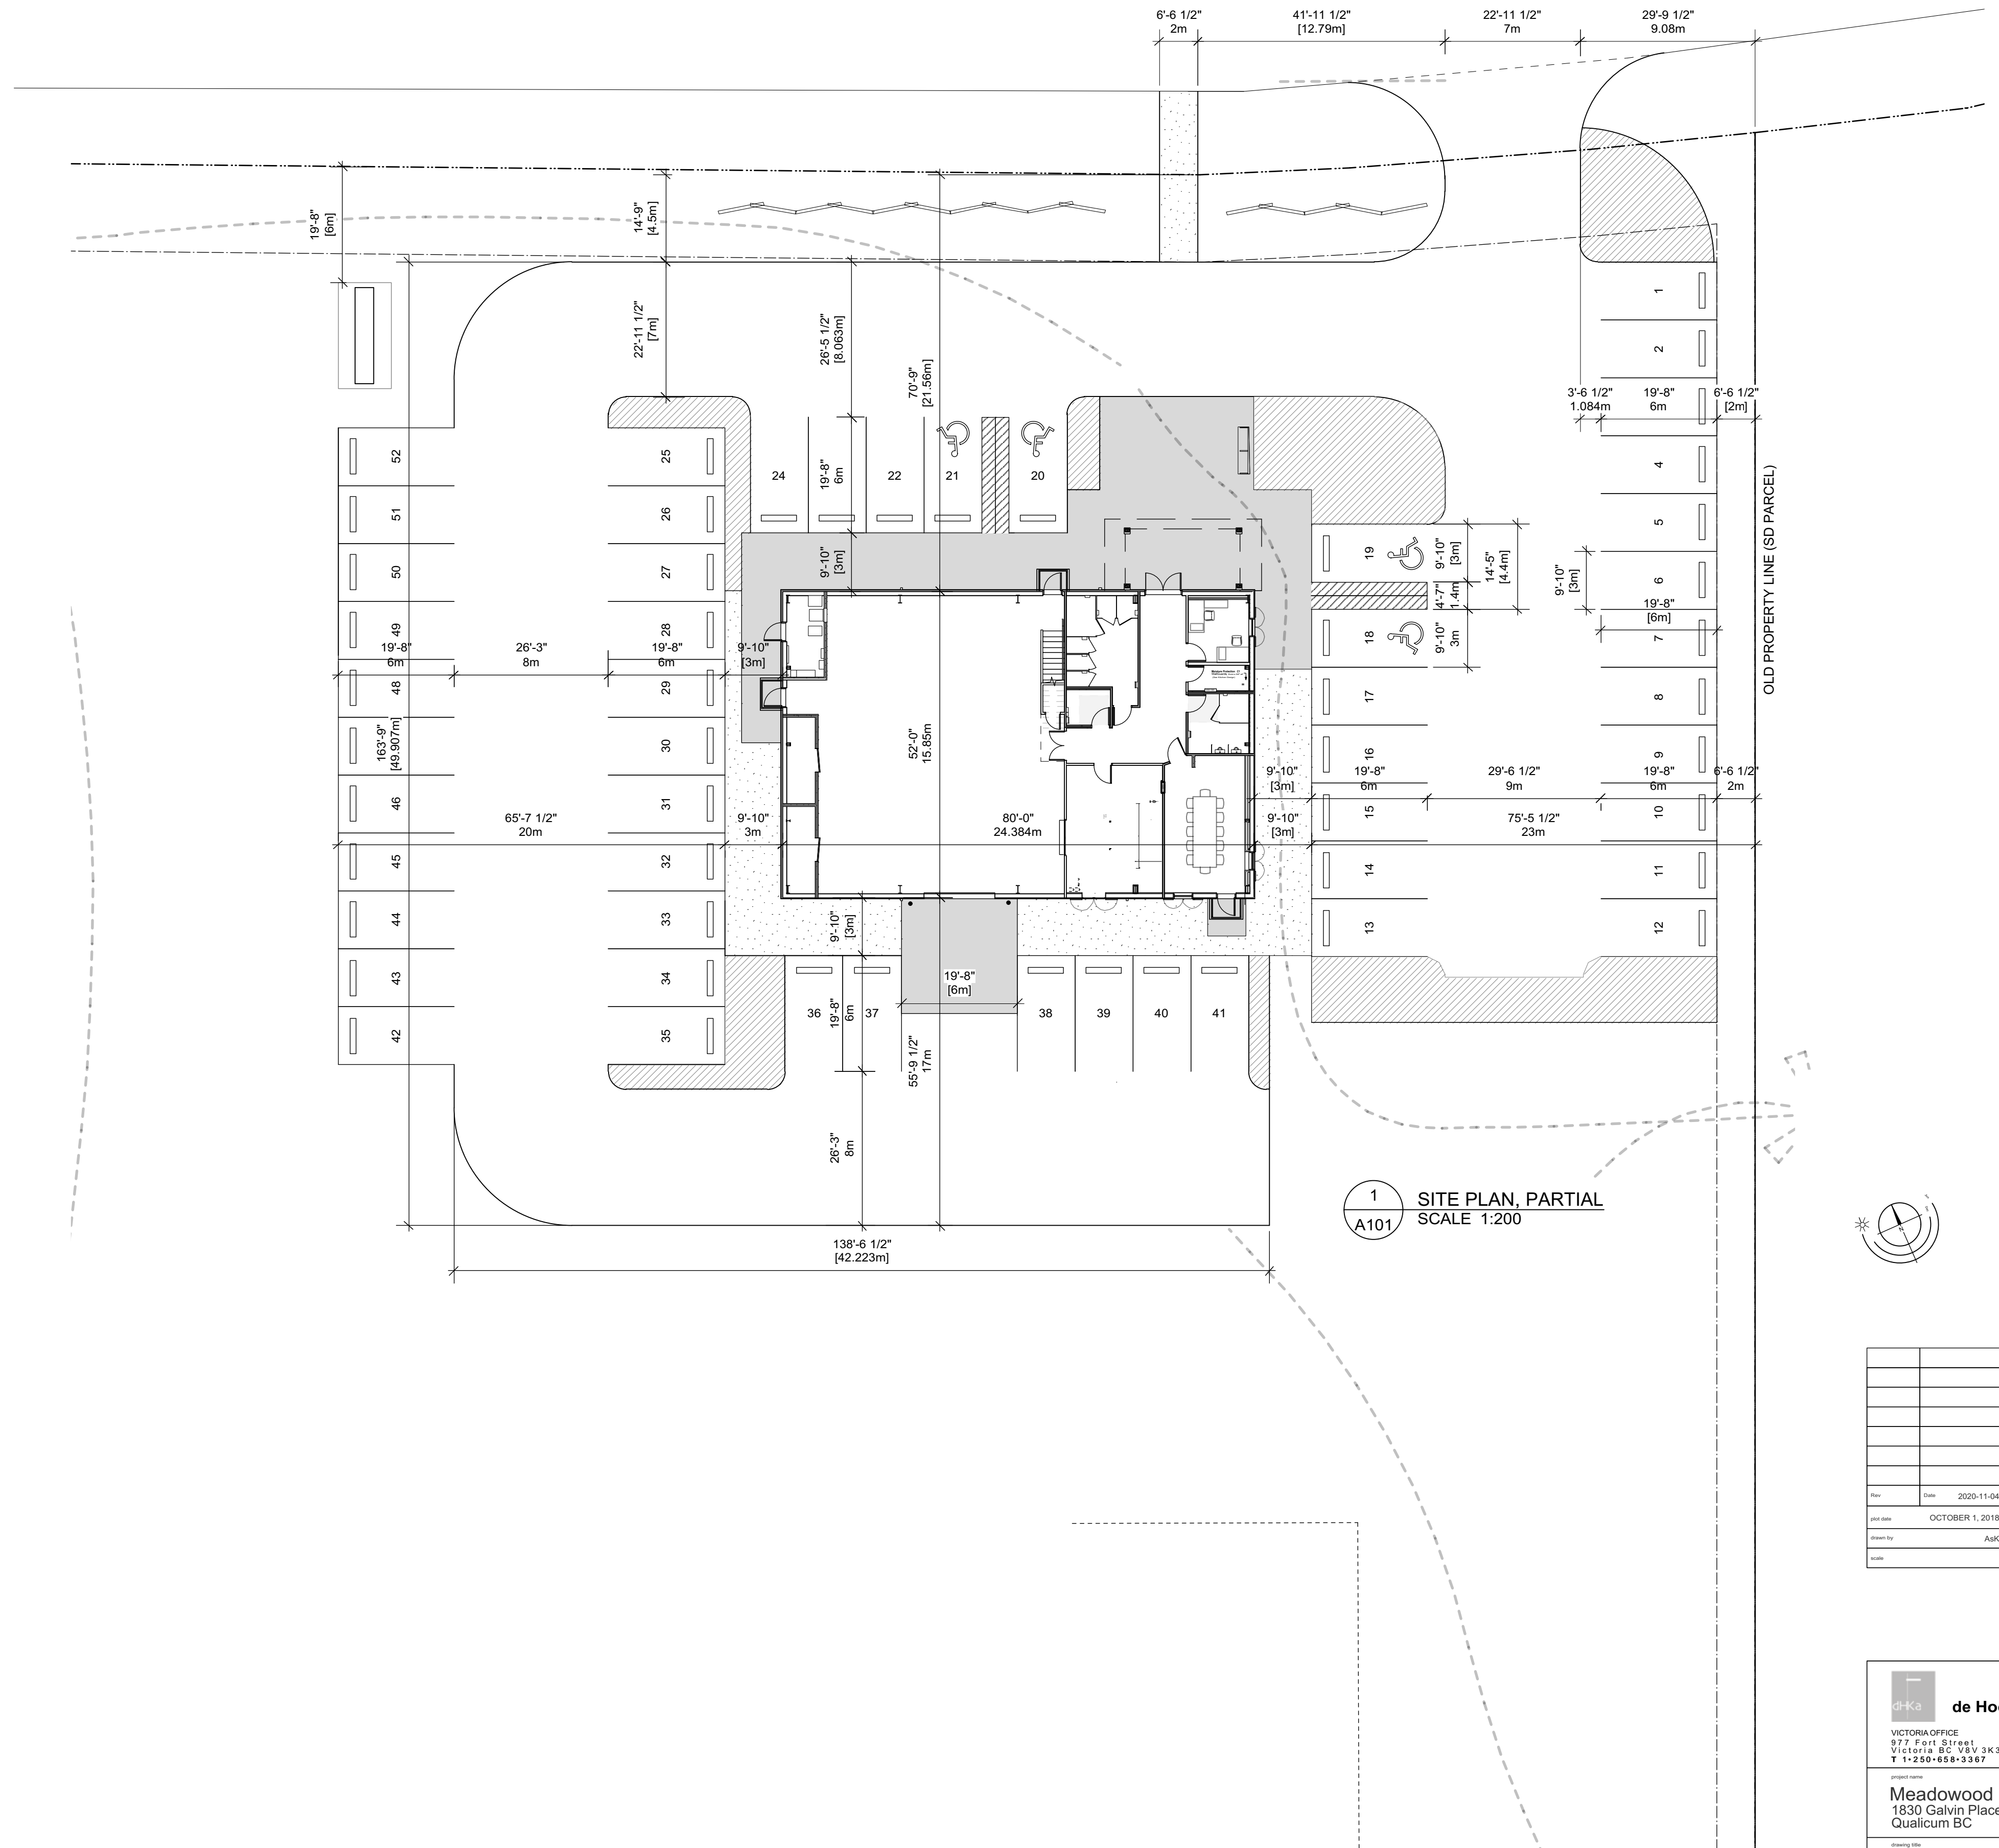 6'-6 1/2"
2m
41'-11 1/2"
[12.79m]
22'-11 1/2"
7m
29'-9 1/2"
9.08m
19'-8"
[6m]
14'-9"
[4.5m]
22'-11 1/2"
[7m]
26'-5 1/2"
[8.063m]
70'-9"
[21.56m]
1
2
3'-6 1/2"
1.084m
19'-8"
6m
6'-6 1/2"
[2m]
4
5
6
7
8
9
10
11
12
OLD PROPERTY LINE (SD PARCEL)
52
51
50
49
48
46
45
44
43
42
25
26
27
28
29
30
31
32
33
34
35
24
19'-8"
6m
22
21
20
9'-10"
[3m]
19
9'-10"
[3m]
14'-5"
[4.4m]
4'-7"
1.4m
9'-10"
[3m]
18
9'-10"
3m
19'-8"
[6m]
17
16
15
14
13
19'-8"
6m
26'-3"
8m
19'-8"
6m
9'-10"
[3m]
163'-9"
[49.907m]
52'-0"
15.85m
9'-10"
[3m]
19'-8"
6m
29'-6 1/2"
9m
19'-8"
6m
6'-6 1/2"
2m
65'-7 1/2"
20m
9'-10"
3m
80'-0"
24.384m
9'-10"
[3m]
75'-5 1/2"
23m
9'-10"
[3m]
19'-8"
[6m]
36
19'-8"
6m
37
38
39
40
41
55'-9 1/2"
17m
26'-3"
8m
138'-6 1/2"
[42.223m]
1
A101
SITE PLAN, PARTIAL
SCALE 1:200
N
Rev
Date
2020-11-04
plot date
OCTOBER 1, 2018
drawn by
AsK
scale
dHKa
de Hoo
VICTORIA OFFICE
977 Fort Street
Victoria BC V8V 3K3
T 1•250•658•3367
project name
Meadowood
1830 Galvin Place
Qualicum BC
drawing title